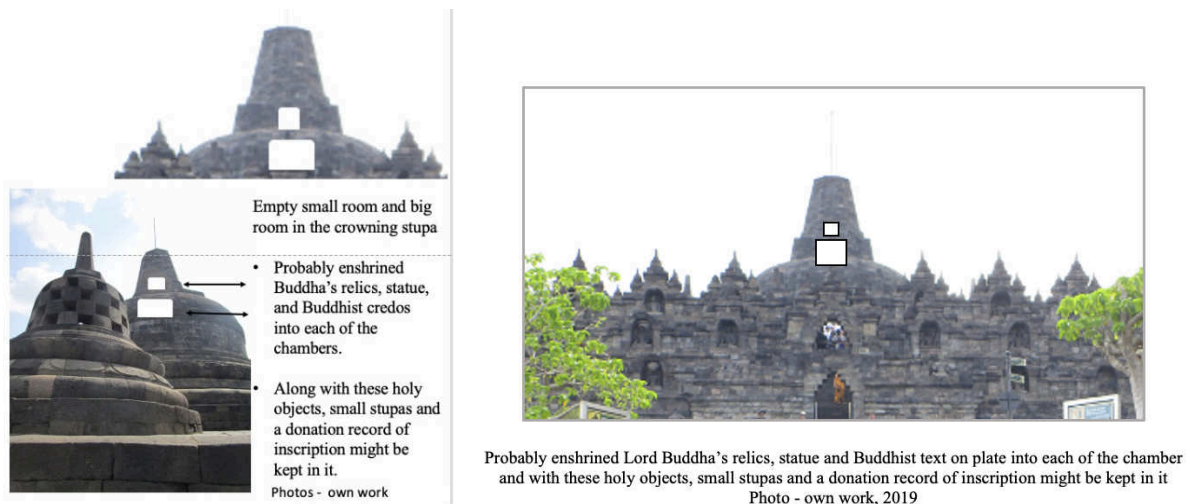 Empty small room and big
room in the crowning stupa
• Probably enshrined
Buddha’s relics, statue,
and Buddhist credos
into each of the
chambers.
• Along with these holy
objects, small stupas and
a donation record of
inscription might be
kept in it.
Photos - own work
Probably enshrined Lord Buddha’s relics, statue and Buddhist text on plate into each of the chamber
and with these holy objects, small stupas and a donation record of inscription might be kept in it
Photo - own work, 2019